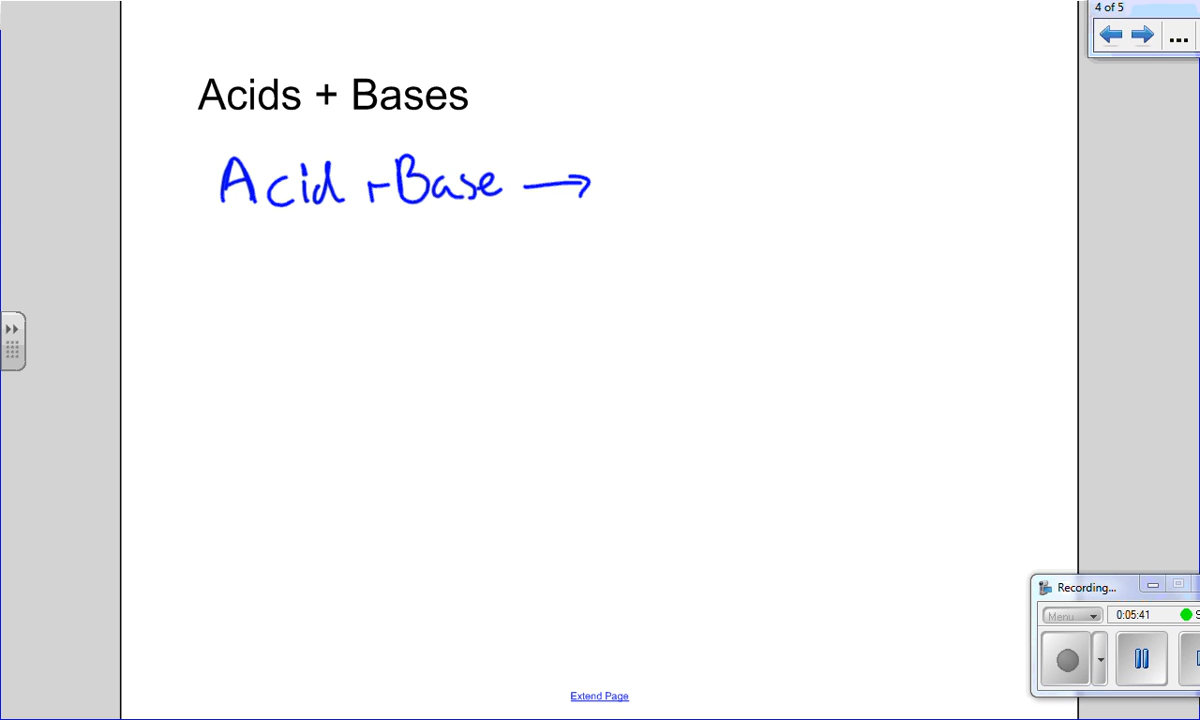 4 of 5
...
Acids + Bases
Acid + Base →
Recording...
Menu
0:05:41
Extend Page